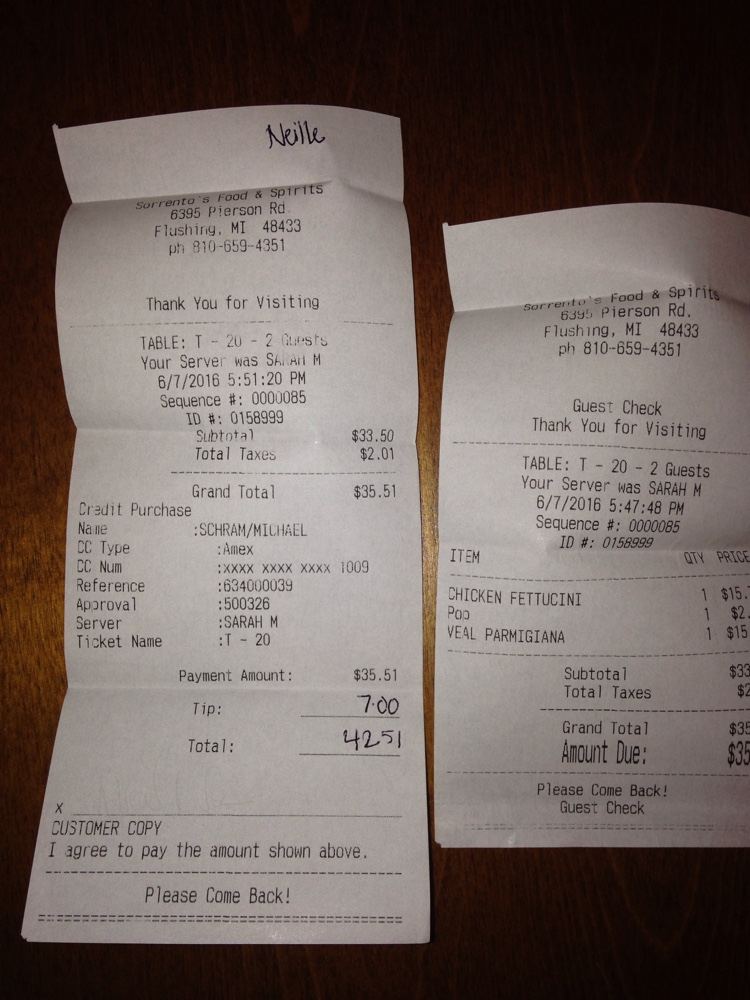 Neille
Sorrento's Food & Spirits
6395 Pierson Rd.
Flushing, MI 48433
ph 810-659-4351
Thank You for Visiting
TABLE: T - 20 - 2 Guests
Your Server was SARAH M
6/7/2016 5:51:20 PM
Sequence #: 0000085
ID #: 0158999
Subtotal $33.50
Total Taxes $2.01
Grand Total $35.51
Credit Purchase
Name :SCHRAM/MICHAEL
CC Type :Amex
CC Num :xxxx xxxx xxxx 1009
Reference :634000039
Approval :500326
Server :SARAH M
Ticket Name :T - 20
Payment Amount: $35.51
Tip: 7.00
Total: 42.51
x
CUSTOMER COPY
I agree to pay the amount shown above.
Please Come Back!
Sorrento's Food & Spirits
6395 Pierson Rd.
Flushing, MI 48433
ph 810-659-4351
Guest Check
Thank You for Visiting
TABLE: T - 20 - 2 Guests
Your Server was SARAH M
6/7/2016 5:47:48 PM
Sequence #: 0000085
ID #: 0158999
ITEM QTY PRICE
CHICKEN FETTUCINI 1 $15.
Pop 1 $2.
VEAL PARMIGIANA 1 $15
Subtotal $33
Total Taxes $2
Grand Total $35
Amount Due: $35
Please Come Back!
Guest Check